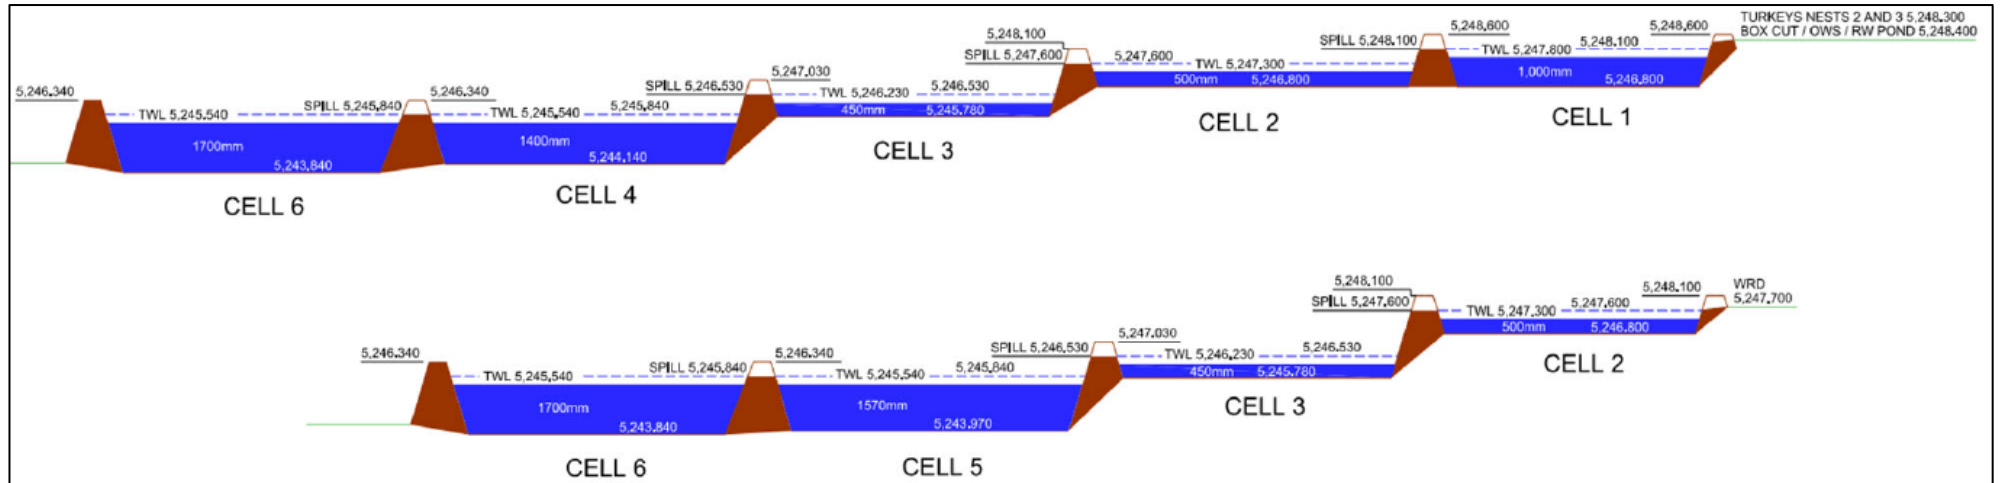 TURKEYS NESTS 2 AND 3 5,248.300
BOX CUT / OWS / RW POND 5,248.400
5,246.340
TWL 5,245.540
SPILL 5,245.840
1700mm
5,243.840
CELL 6
5,246.340
TWL 5,245.540
5,245.840
1400mm
5,244.140
CELL 4
SPILL 5,246.530
5,247.030
TWL 5,246.230
5,246.530
450mm
5,245.780
CELL 3
5,248.100
SPILL 5,247.600
5,247.600
TWL 5,247.300
500mm
5,246.800
CELL 2
SPILL 5,248.100
5,248.600
TWL 5,247.800
5,248.100
5,248.600
1,000mm
5,246.800
CELL 1
5,246.340
TWL 5,245,540
SPILL 5,245,840
1700mm
5,243.840
CELL 6
5,246.340
TWL 5,245.540
5,245,840
1570mm
5,243.970
CELL 5
SPILL 5,246,530
5,247.030
TWL 5,246,230
5,246.530
450mm
5,245.780
CELL 3
5,248.100
SPILL 5,247.600
TWL 5,247.300
5,247.600
5,248.100
500mm
5,246.800
CELL 2
WRD
5,247.700